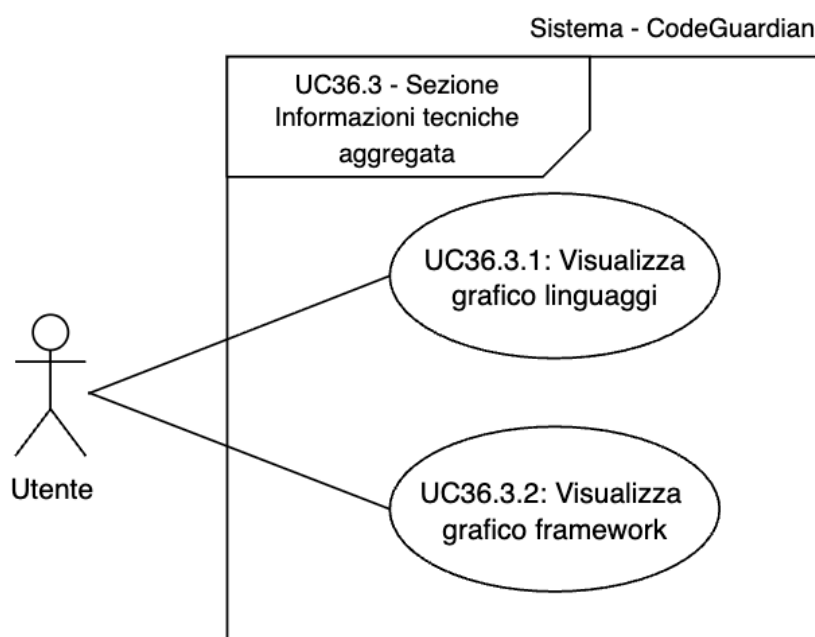 Sistema - CodeGuardian
UC36.3 - Sezione
Informazioni tecniche
aggregata
UC36.3.1: Visualizza
grafico linguaggi
Utente
UC36.3.2: Visualizza
grafico framework